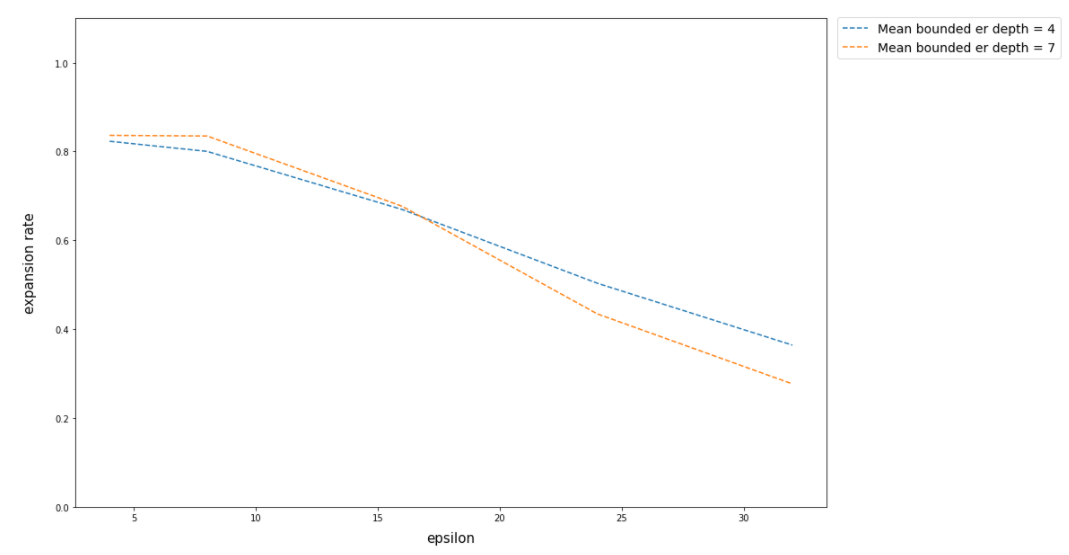 Mean bounded er depth = 4
Mean bounded er depth = 7
1.0
0.8
0.6
0.4
0.2
0.0
expansion rate
5 10 15 20 25 30
epsilon